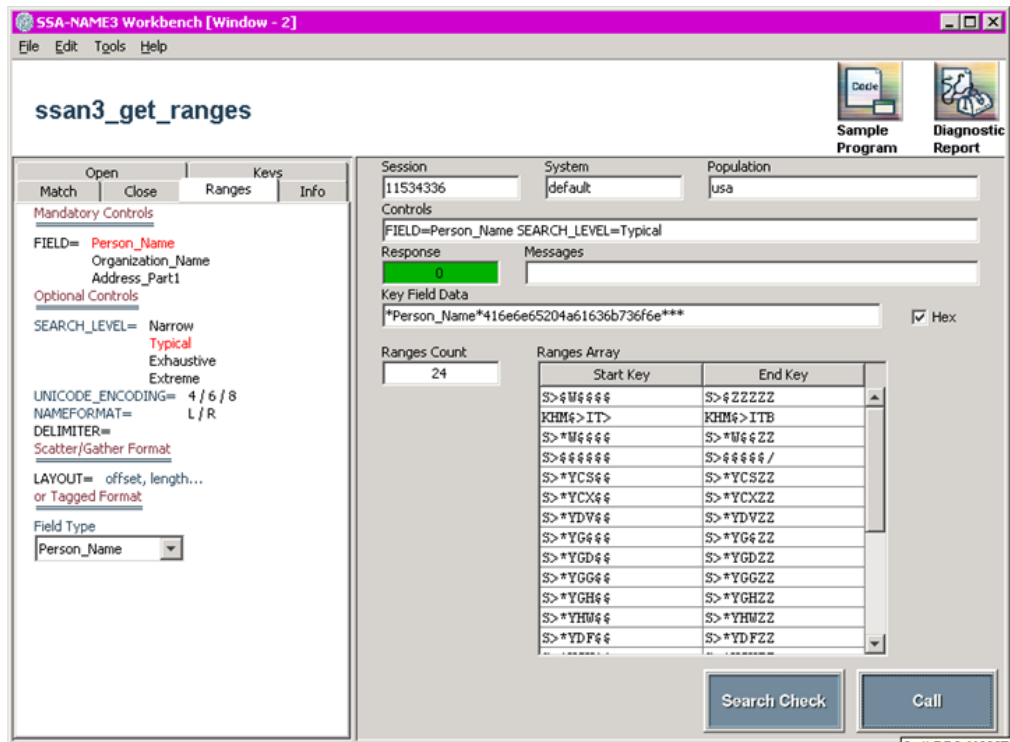 SSA-NAME3 Workbench [Window - 2]
File Edit Tools Help
ssan3_get_ranges
Sample Program
Diagnostic Report
Open Keys
Match Close Ranges Info
Mandatory Controls
FIELD= Person_Name
Organization_Name
Address_Part1
Optional Controls
SEARCH_LEVEL= Narrow
Typical
Exhaustive
Extreme
UNICODE_ENCODING= 4 / 6 / 8
NAMEFORMAT= L / R
DELIMITER=
Scatter/Gather Format
LAYOUT= offset, length...
or Tagged Format
Field Type
Person_Name
Session System Population
11534336 default usa
Controls
FIELD=Person_Name SEARCH_LEVEL=Typical
Response Messages
0
Key Field Data
*Person_Name*416e6e65204a61636b736f6e***
Hex
Ranges Count Ranges Array
24
Start Key End Key
S>$W$$$$ S>$ZZZZZ
KHM$>IT> KHM$>ITB
S>*W$$$$ S>*W$$ZZ
S>$$$$$$ S>$$$$$/
S>*YCS$$ S>*YCSZZ
S>*YCX$$ S>*YCXZZ
S>*YDV$$ S>*YDVZZ
S>*YG$$$ S>*YG$ZZ
S>*YGD$$ S>*YGDZZ
S>*YGG$$ S>*YGGZZ
S>*YGH$$ S>*YGHZZ
S>*YHW$$ S>*YHWZZ
S>*YDF$$ S>*YDFZZ
Search Check Call